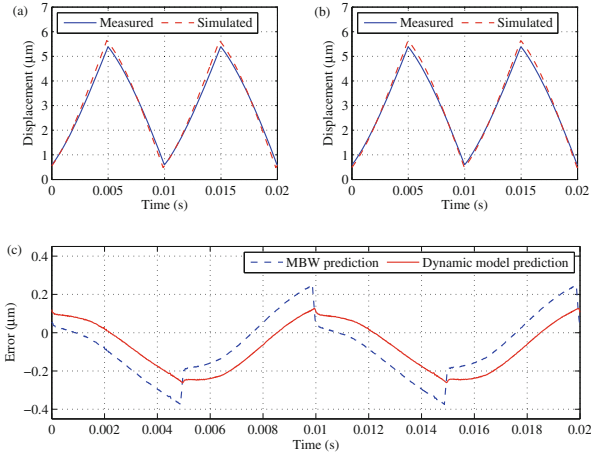 (a)
Measured
Simulated
7
6
5
4
3
2
1
0
Displacement (μm)
0
0.005
0.01
0.015
0.02
Time (s)
(b)
Measured
Simulated
7
6
5
4
3
2
1
0
Displacement (μm)
0
0.005
0.01
0.015
0.02
Time (s)
(c)
MBW prediction
Dynamic model prediction
0.4
0.2
0
−0.2
−0.4
Error (μm)
0
0.002
0.004
0.006
0.008
0.01
0.012
0.014
0.016
0.018
0.02
Time (s)